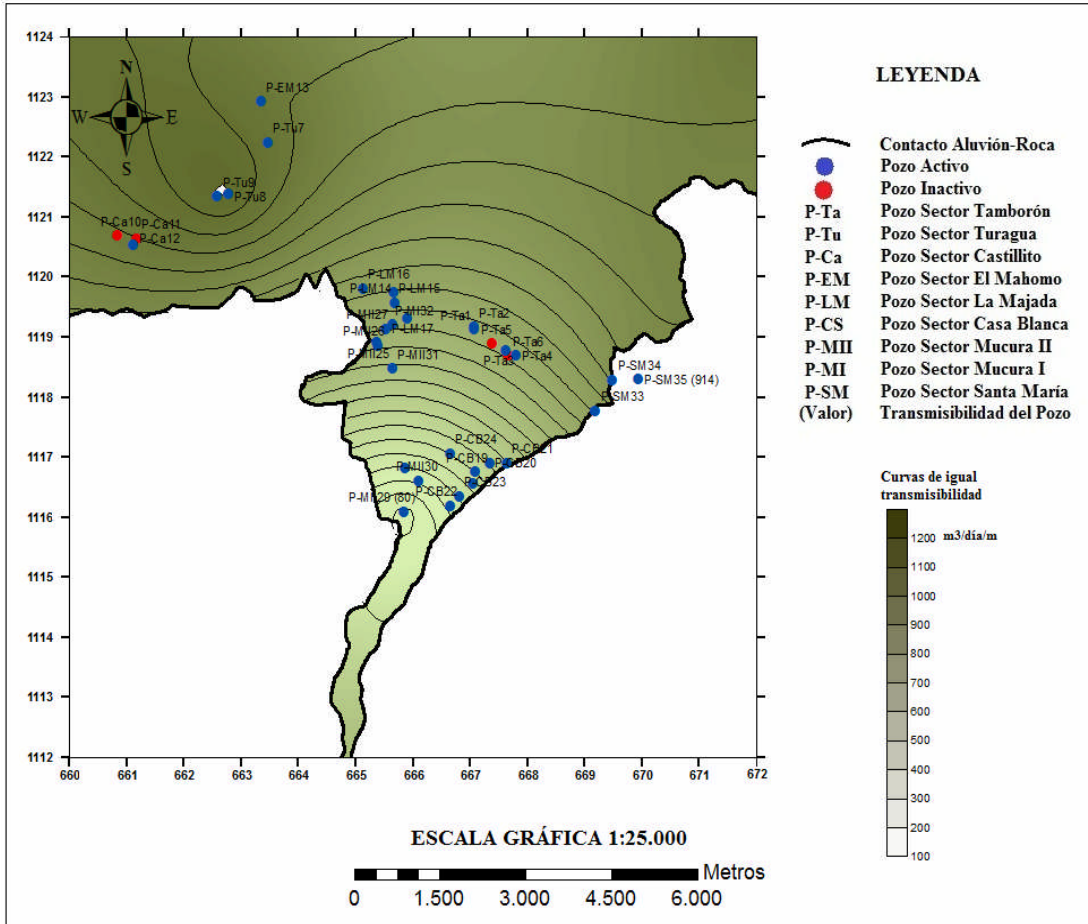 1124
1123
1122
1121
1120
1119
1118
1117
1116
1115
1114
1113
1112
660 661 662 663 664 665 666 667 668 669 670 671 672
N
W E
S
P-EM13
P-Tu7
P-Tu9
P-Tu8
P-Ca10 P-Ca11
P-Ca12
P-LM16
P-LM14 P-LM15
P-MII27 P-MI32 P-Ta1 P-Ta2
P-LM17 P-Ta5
P-MII25 P-MII31 P-Ta3 P-Ta6
P-Ta4
P-SM34
P-SM35 (914)
P-SM33
P-CB24
P-CB19 P-CB21
P-MII30 P-CB20
P-CB22 P-CB23
(80)
LEYENDA
Contacto Aluvión-Roca
Pozo Activo
Pozo Inactivo
P-Ta Pozo Sector Tamborón
P-Tu Pozo Sector Turagua
P-Ca Pozo Sector Castillito
P-EM Pozo Sector El Mahomo
P-LM Pozo Sector La Majada
P-CS Pozo Sector Casa Blanca
P-MII Pozo Sector Mucura II
P-MI Pozo Sector Mucura I
P-SM Pozo Sector Santa María
(Valor) Transmisibilidad del Pozo
Curvas de igual
transmisibilidad
m3/día/m
1200
1100
1000
900
800
700
600
500
400
300
200
100
ESCALA GRÁFICA 1:25.000
Metros
0 1.500 3.000 4.500 6.000